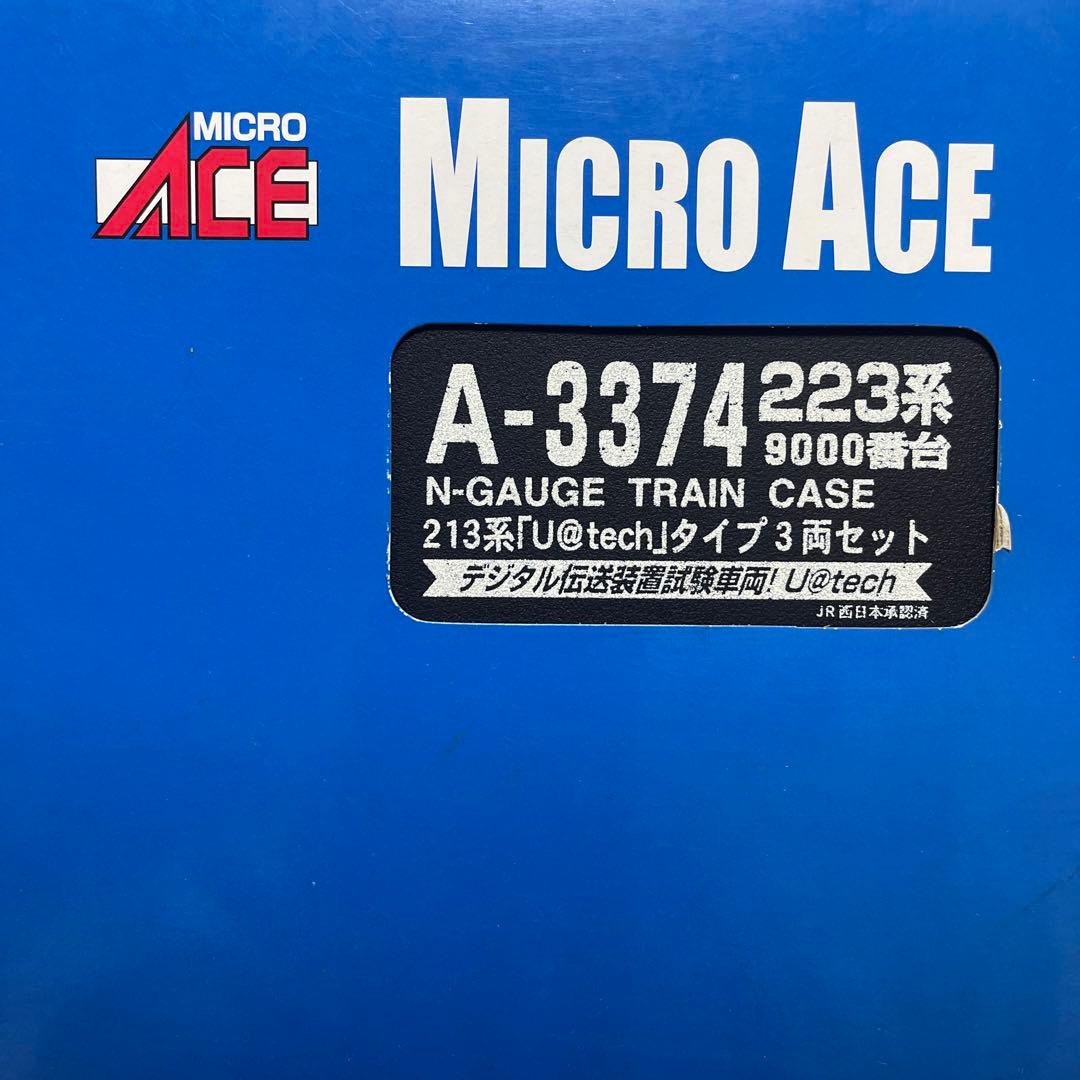 MICRO
ACE
MICRO ACE
A-3374 223系
9000番台
N-GAUGE TRAIN CASE
213系「U@tech」タイプ3両セット
デジタル伝送装置試験車両! U@tech
JR西日本承認済